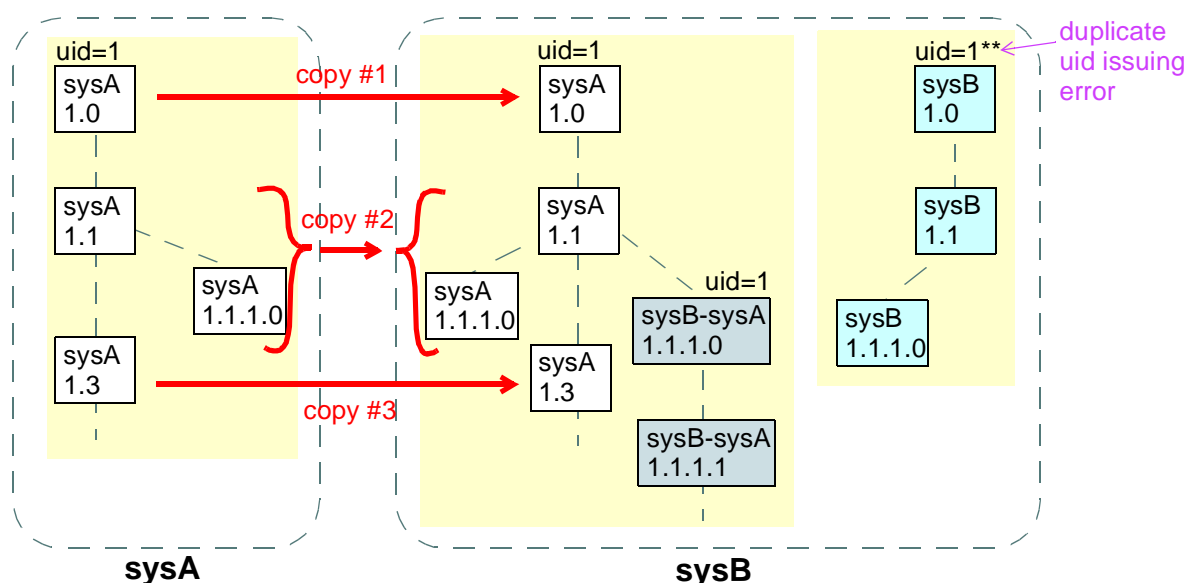 uid=1
sysA
1.0
sysA
1.1
sysA
1.1.1.0
sysA
1.3
sysA
copy #1
copy #2
copy #3
uid=1
sysA
1.0
sysA
1.1
sysA
1.1.1.0
sysA
1.3
uid=1
sysB-sysA
1.1.1.0
sysB-sysA
1.1.1.1
uid=1**
sysB
1.0
sysB
1.1
sysB
1.1.1.0
sysB
duplicate
uid issuing
error